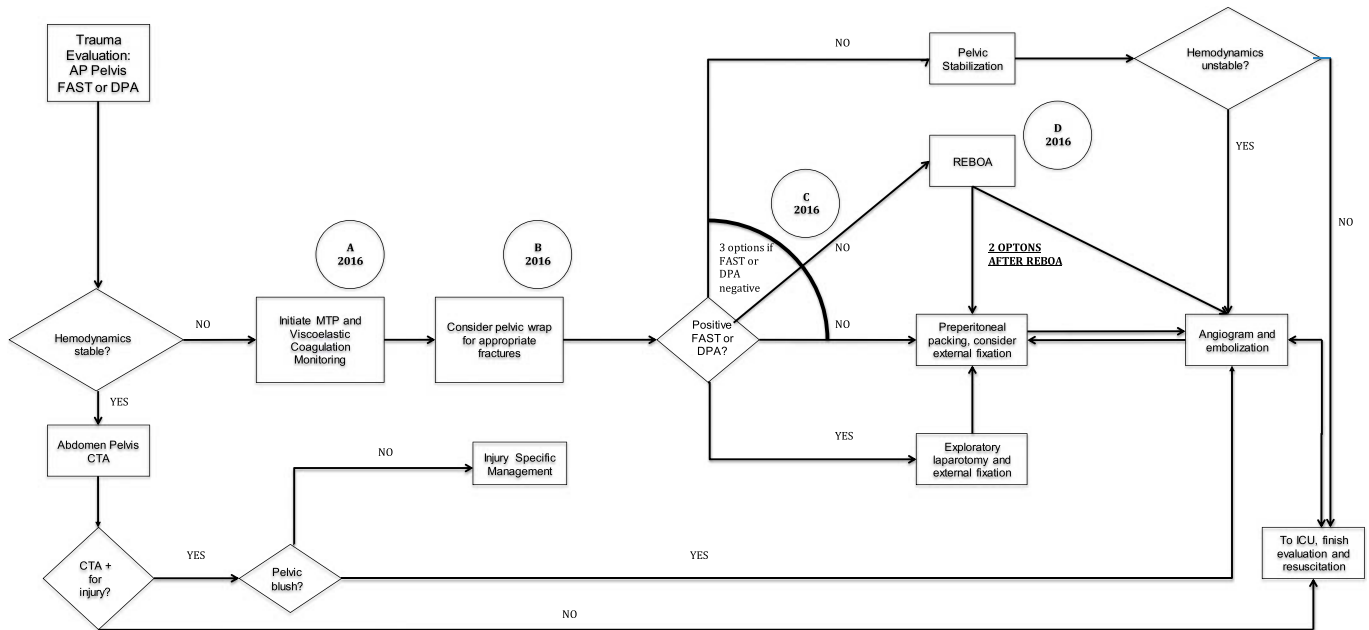 Trauma
Evaluation:
AP Pelvis
FAST or DPA
Hemodynamics
stable?
NO
YES
A
2016
Initiate MTP and
Viscoelastic
Coagulation
Monitoring
B
2016
Consider pelvic wrap
for appropriate
fractures
Positive
FAST or
DPA?
3 options if
FAST or
DPA
negative
C
2016
NO
NO
NO
YES
Pelvic
Stabilization
Hemodynamics
unstable?
YES
NO
REBOA
D
2016
2 OPTONS
AFTER REBOA
Preperitoneal
packing, consider
external fixation
Angiogram and
embolization
Exploratory
laparotomy and
external fixation
Abdomen Pelvis
CTA
CTA +
for
injury?
YES
NO
Pelvic
blush?
NO
YES
Injury Specific
Management
To ICU, finish
evaluation and
resuscitation